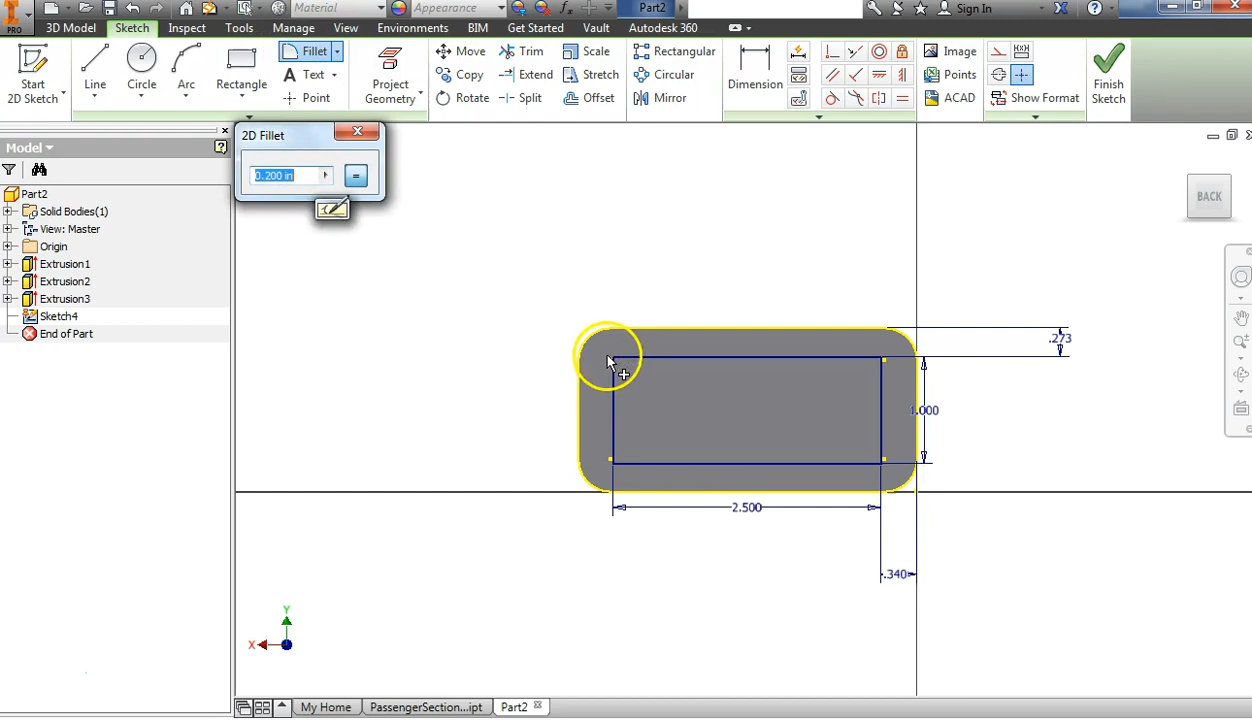 Material
Appearance
Part2
Sign In
PRO
3D Model
Sketch
Inspect
Tools
Manage
View
Environments
BIM
Get Started
Vault
Autodesk 360
Start
2D Sketch
Line
Circle
Arc
Rectangle
Fillet
Text
Point
Project
Geometry
Move
Copy
Rotate
Trim
Extend
Split
Scale
Stretch
Offset
Rectangular
Circular
Mirror
Dimension
Image
Points
ACAD
Show Format
Finish
Sketch
Model
2D Fillet
0.200 in
=
Part2
Solid Bodies(1)
View: Master
Origin
Extrusion1
Extrusion2
Extrusion3
Sketch4
End of Part
BACK
.273
1.000
2.500
.340
Y
X
My Home
PassengerSection...ipt
Part2